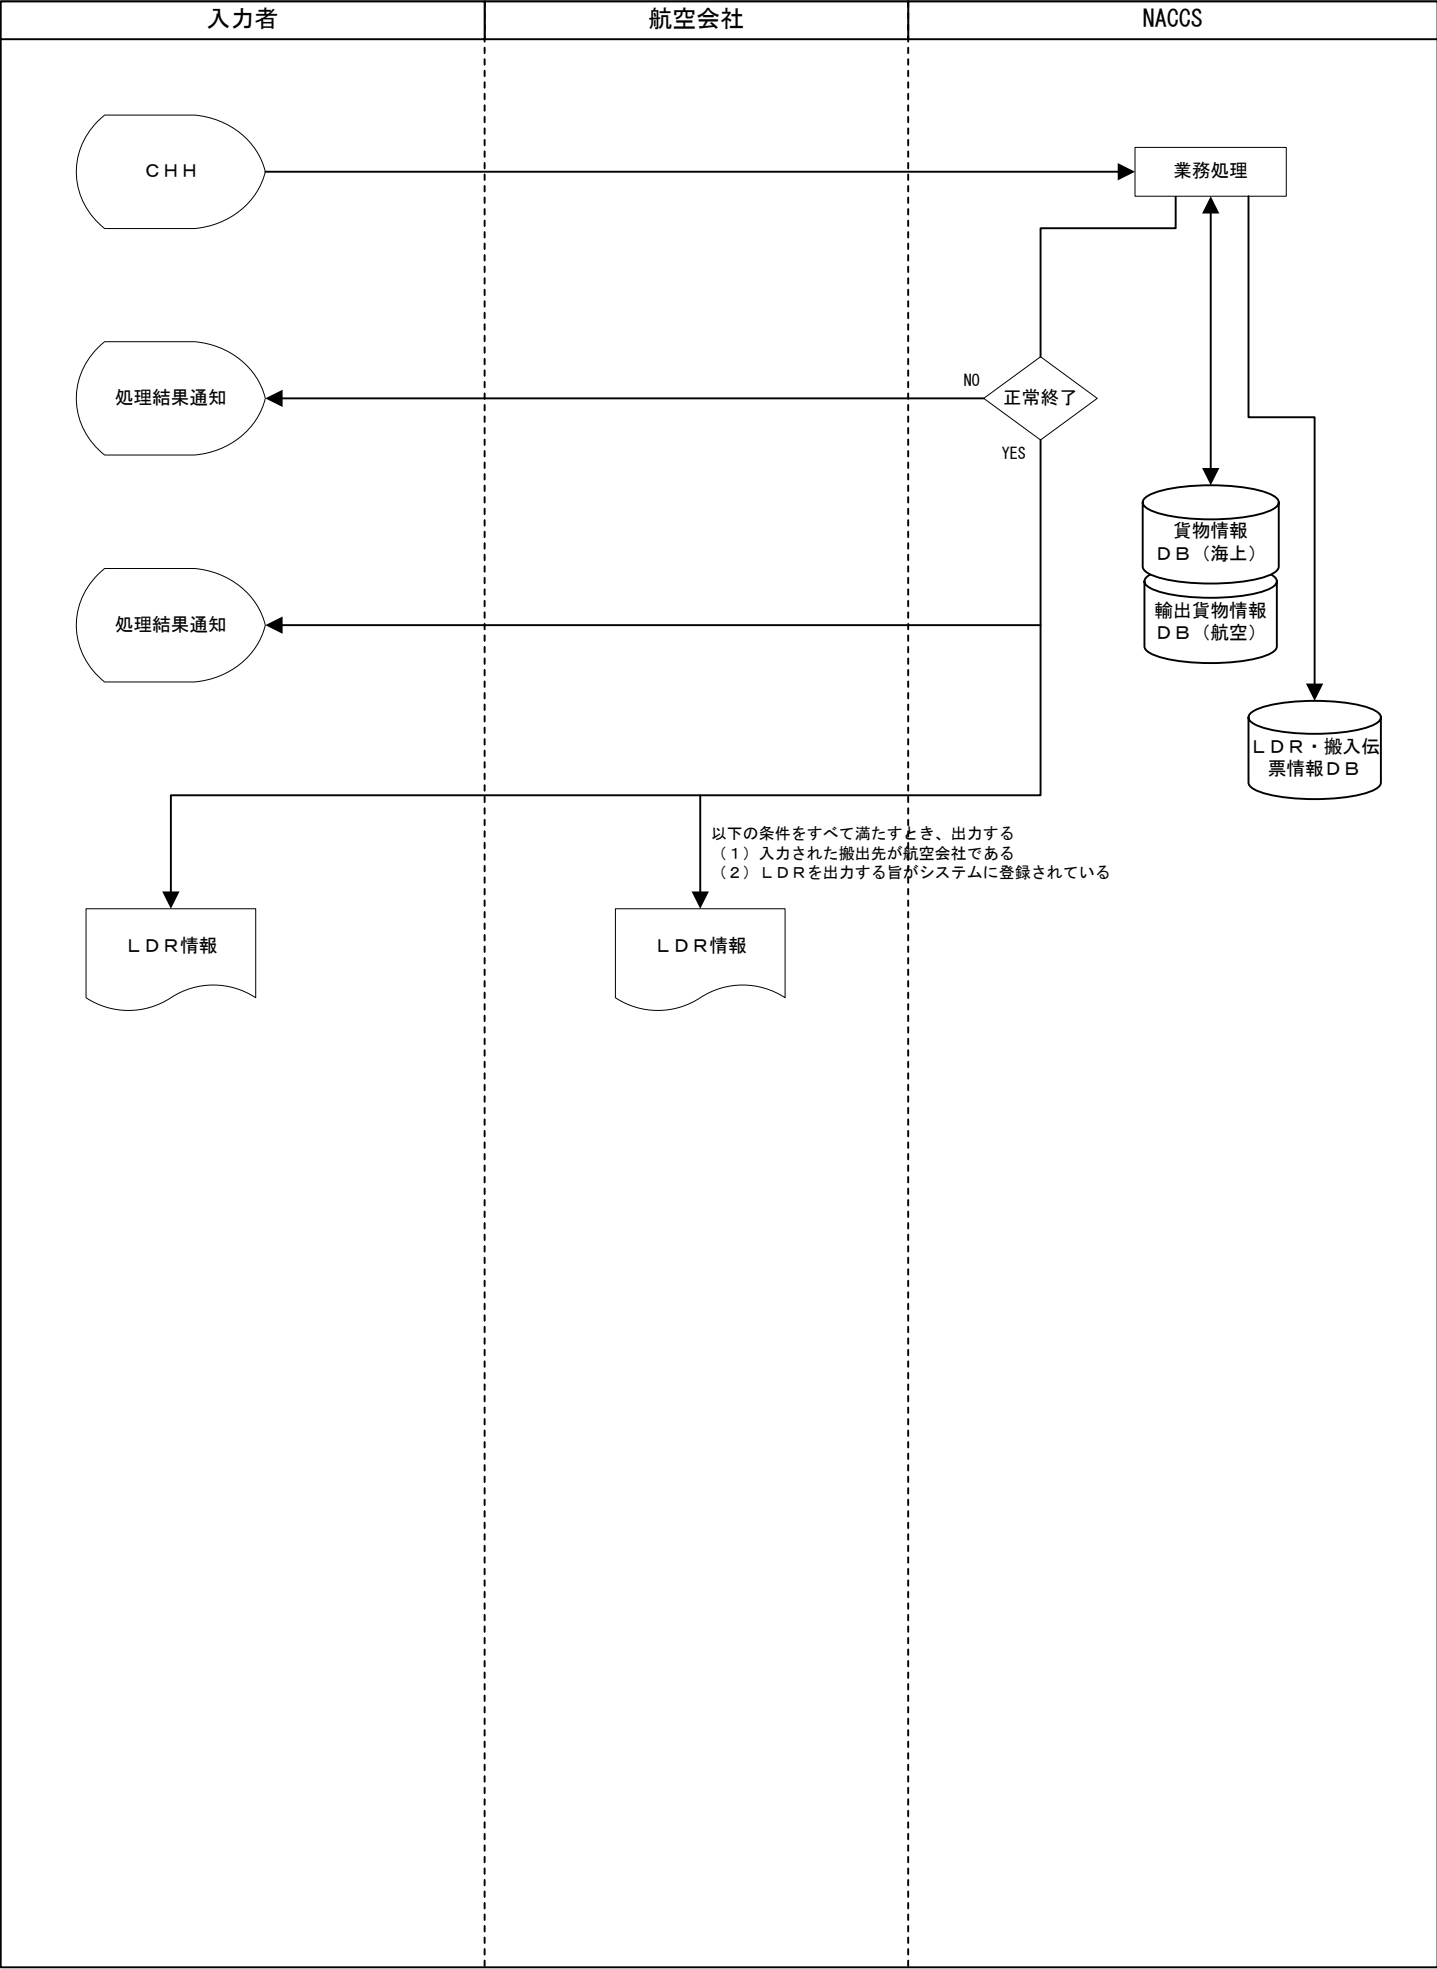 入力者
航空会社
NACCS
ＣＨＨ
業務処理
処理結果通知
NO
正常終了
YES
貨物情報
ＤＢ（海上）
輸出貨物情報
ＤＢ（航空）
処理結果通知
ＬＤＲ・搬入伝
票情報ＤＢ
以下の条件をすべて満たすとき、出力する
（１）入力された搬出先が航空会社である
（２）ＬＤＲを出力する旨がシステムに登録されている
ＬＤＲ情報
ＬＤＲ情報